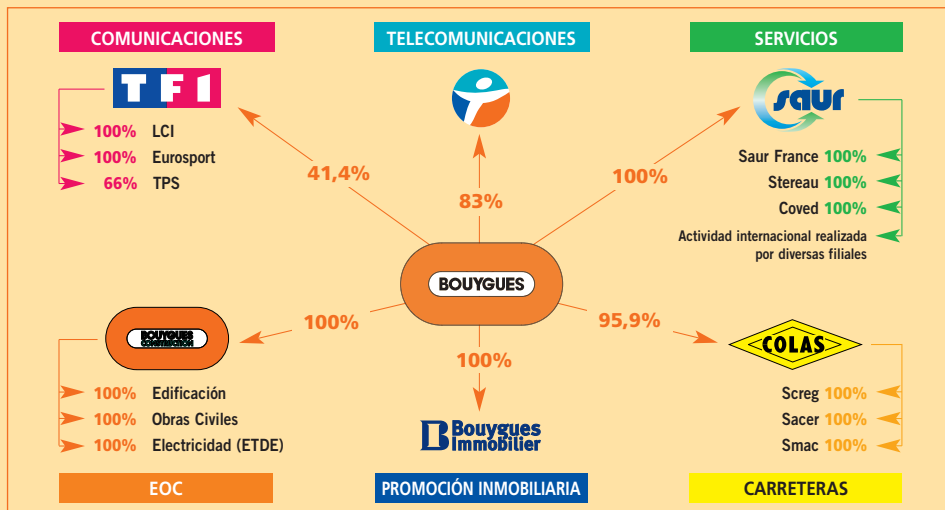 COMUNICACIONES
TF1
100% LCI
100% Eurosport
66% TPS
TELECOMUNICACIONES
SERVICIOS
saur
Saur France 100%
Stereau 100%
Coved 100%
Actividad internacional realizada
por diversas filiales
41,4%
83%
100%
BOUYGUES
100%
100%
95,9%
BOUYGUES
CONSTRUCTION
100% Edificación
100% Obras Civiles
100% Electricidad (ETDE)
EOC
Bouygues
Immobilier
PROMOCIÓN INMOBILIARIA
COLAS
Screg 100%
Sacer 100%
Smac 100%
CARRETERAS